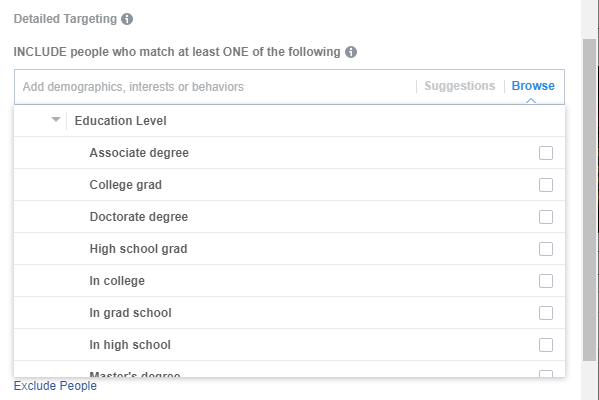 Detailed Targeting
INCLUDE people who match at least ONE of the following
Add demographics, interests or behaviors Suggestions Browse
Education Level
Associate degree
College grad
Doctorate degree
High school grad
In college
In grad school
In high school
Master's degree
Exclude People